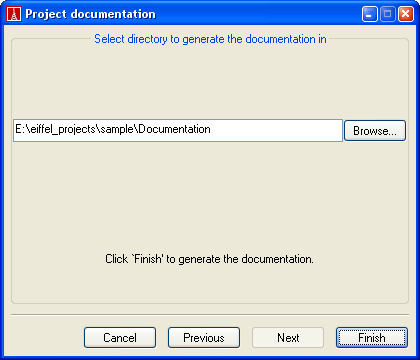 Project documentation
Select directory to generate the documentation in
E:\eiffel_projects\sample\Documentation
Browse...
Click `Finish' to generate the documentation.
Cancel
Previous
Next
Finish